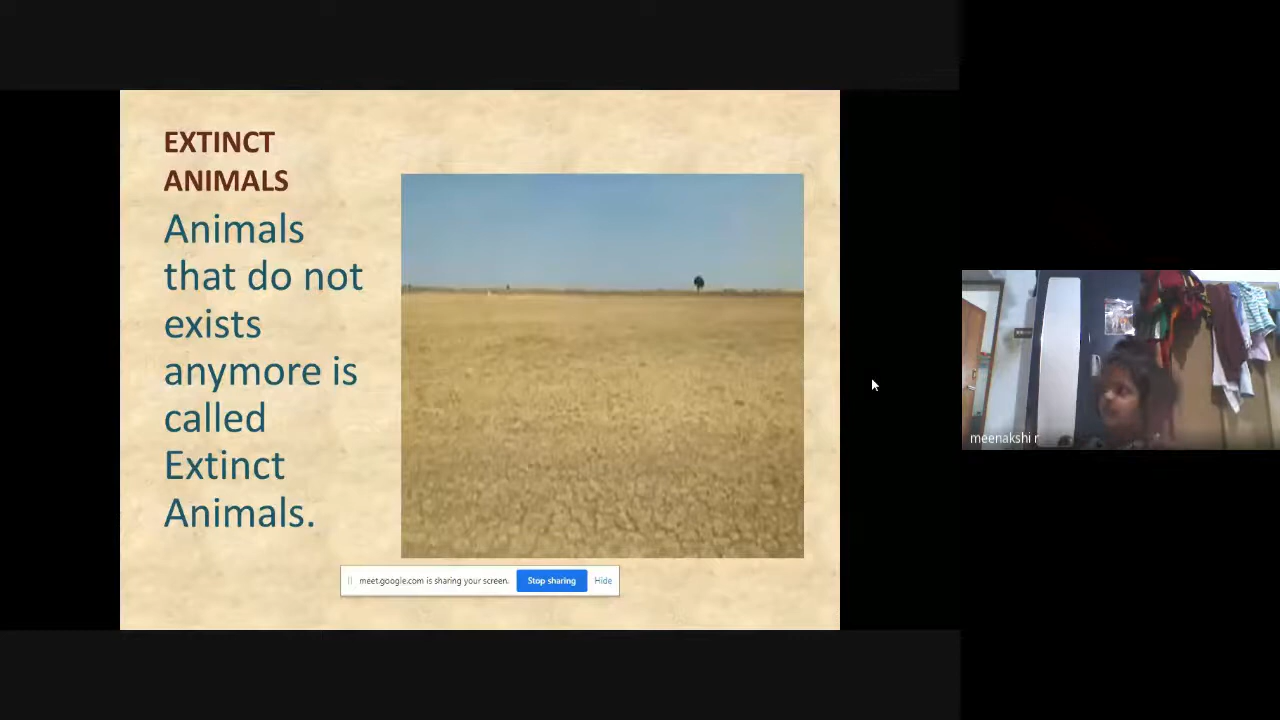 EXTINCT
ANIMALS
Animals
that do not
exists
anymore is
called
Extinct
Animals.
meet.google.com is sharing your screen.
Stop sharing
Hide
meenakshi r